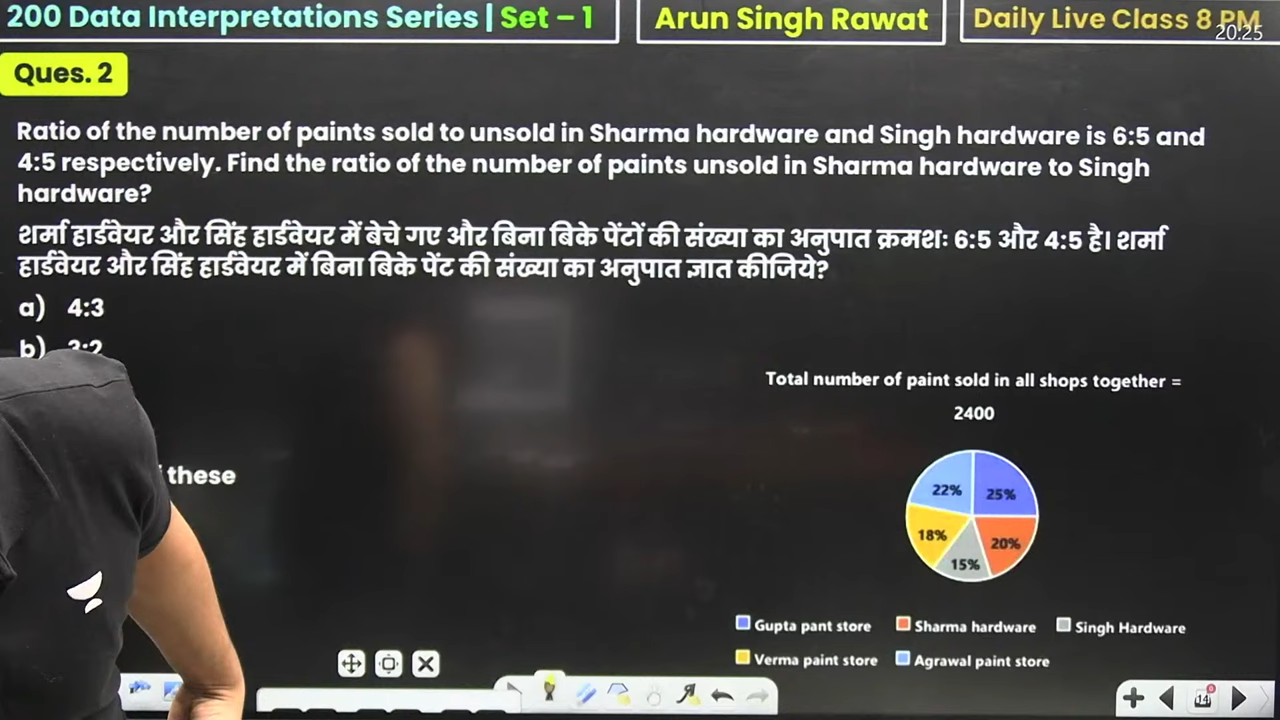 200 Data Interpretations Series | Set – 1
Arun Singh Rawat
Daily Live Class 8 PM
20:25
Ques. 2
Ratio of the number of paints sold to unsold in Sharma hardware and Singh hardware is 6:5 and
4:5 respectively. Find the ratio of the number of paints unsold in Sharma hardware to Singh
hardware?
शर्मा हार्डवेयर और सिंह हार्डवेयर में बेचे गए और बिना बिके पेंटों की संख्या का अनुपात क्रमशः 6:5 और 4:5 है। शर्मा
हार्डवेयर और सिंह हार्डवेयर में बिना बिके पेंट की संख्या का अनुपात ज्ञात कीजिये?
a) 4:3
b)
these
Total number of paint sold in all shops together =
2400
22%
25%
18%
20%
15%
Gupta pant store
Sharma hardware
Singh Hardware
Verma paint store
Agrawal paint store